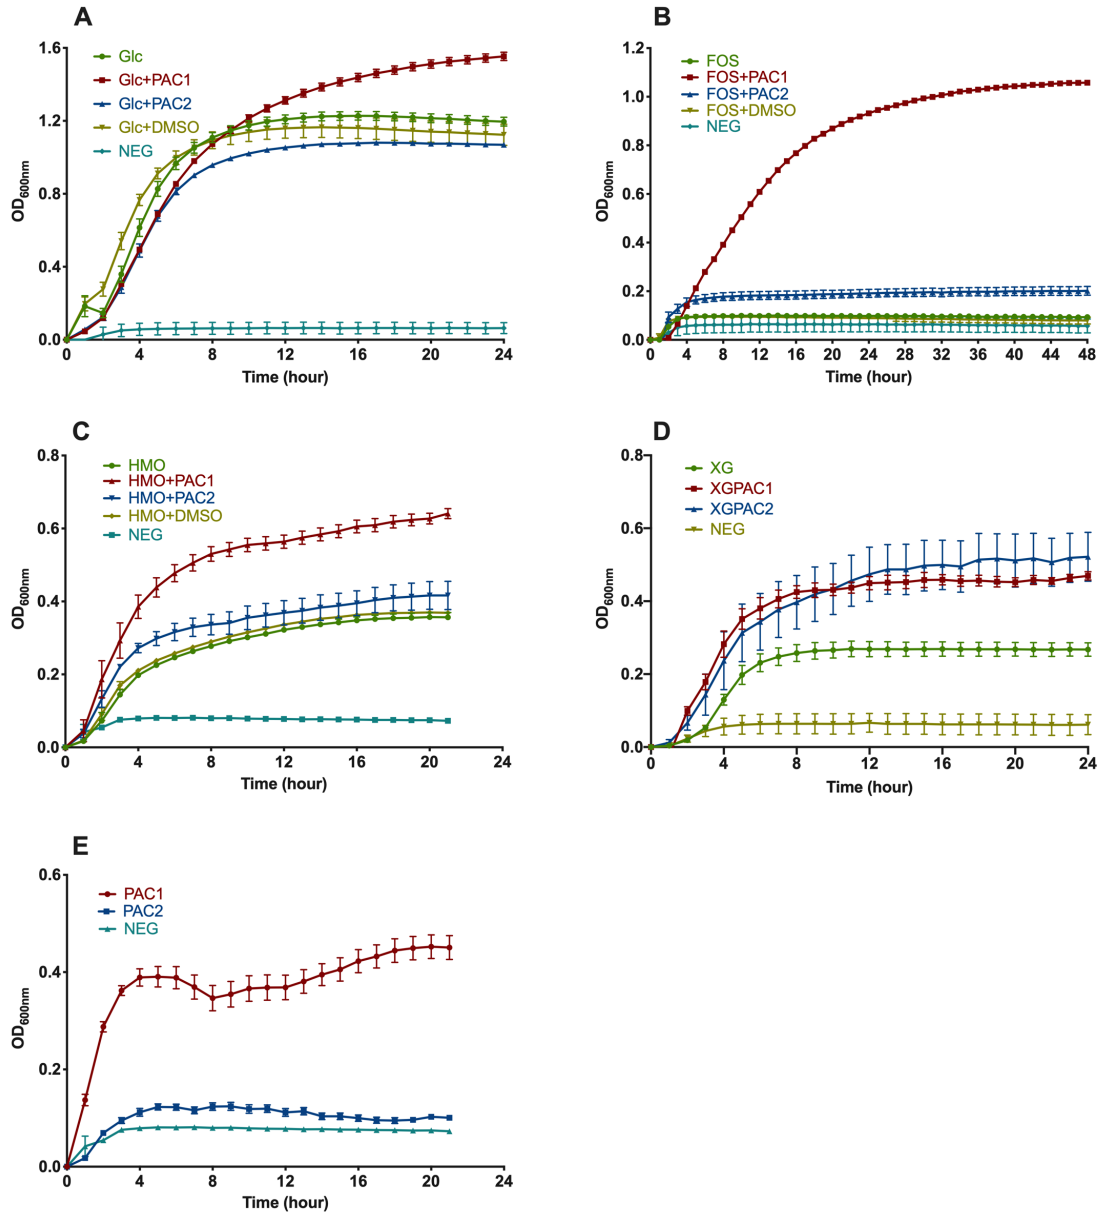 A
Glc
Glc+PAC1
Glc+PAC2
Glc+DMSO
NEG
OD600nm
1.6
1.2
0.8
0.4
0.0
0 4 8 12 16 20 24
Time (hour)
B
FOS
FOS+PAC1
FOS+PAC2
FOS+DMSO
NEG
OD600nm
1.2
1.0
0.8
0.6
0.4
0.2
0.0
0 4 8 12 16 20 24 28 32 36 40 44 48
Time (hour)
C
HMO
HMO+PAC1
HMO+PAC2
HMO+DMSO
NEG
OD600nm
0.8
0.6
0.4
0.2
0.0
0 4 8 12 16 20 24
Time (hour)
D
XG
XGPAC1
XGPAC2
NEG
OD600nm
0.8
0.6
0.4
0.2
0.0
0 4 8 12 16 20 24
Time (hour)
E
PAC1
PAC2
NEG
OD600nm
0.6
0.4
0.2
0.0
0 4 8 12 16 20 24
Time (hour)